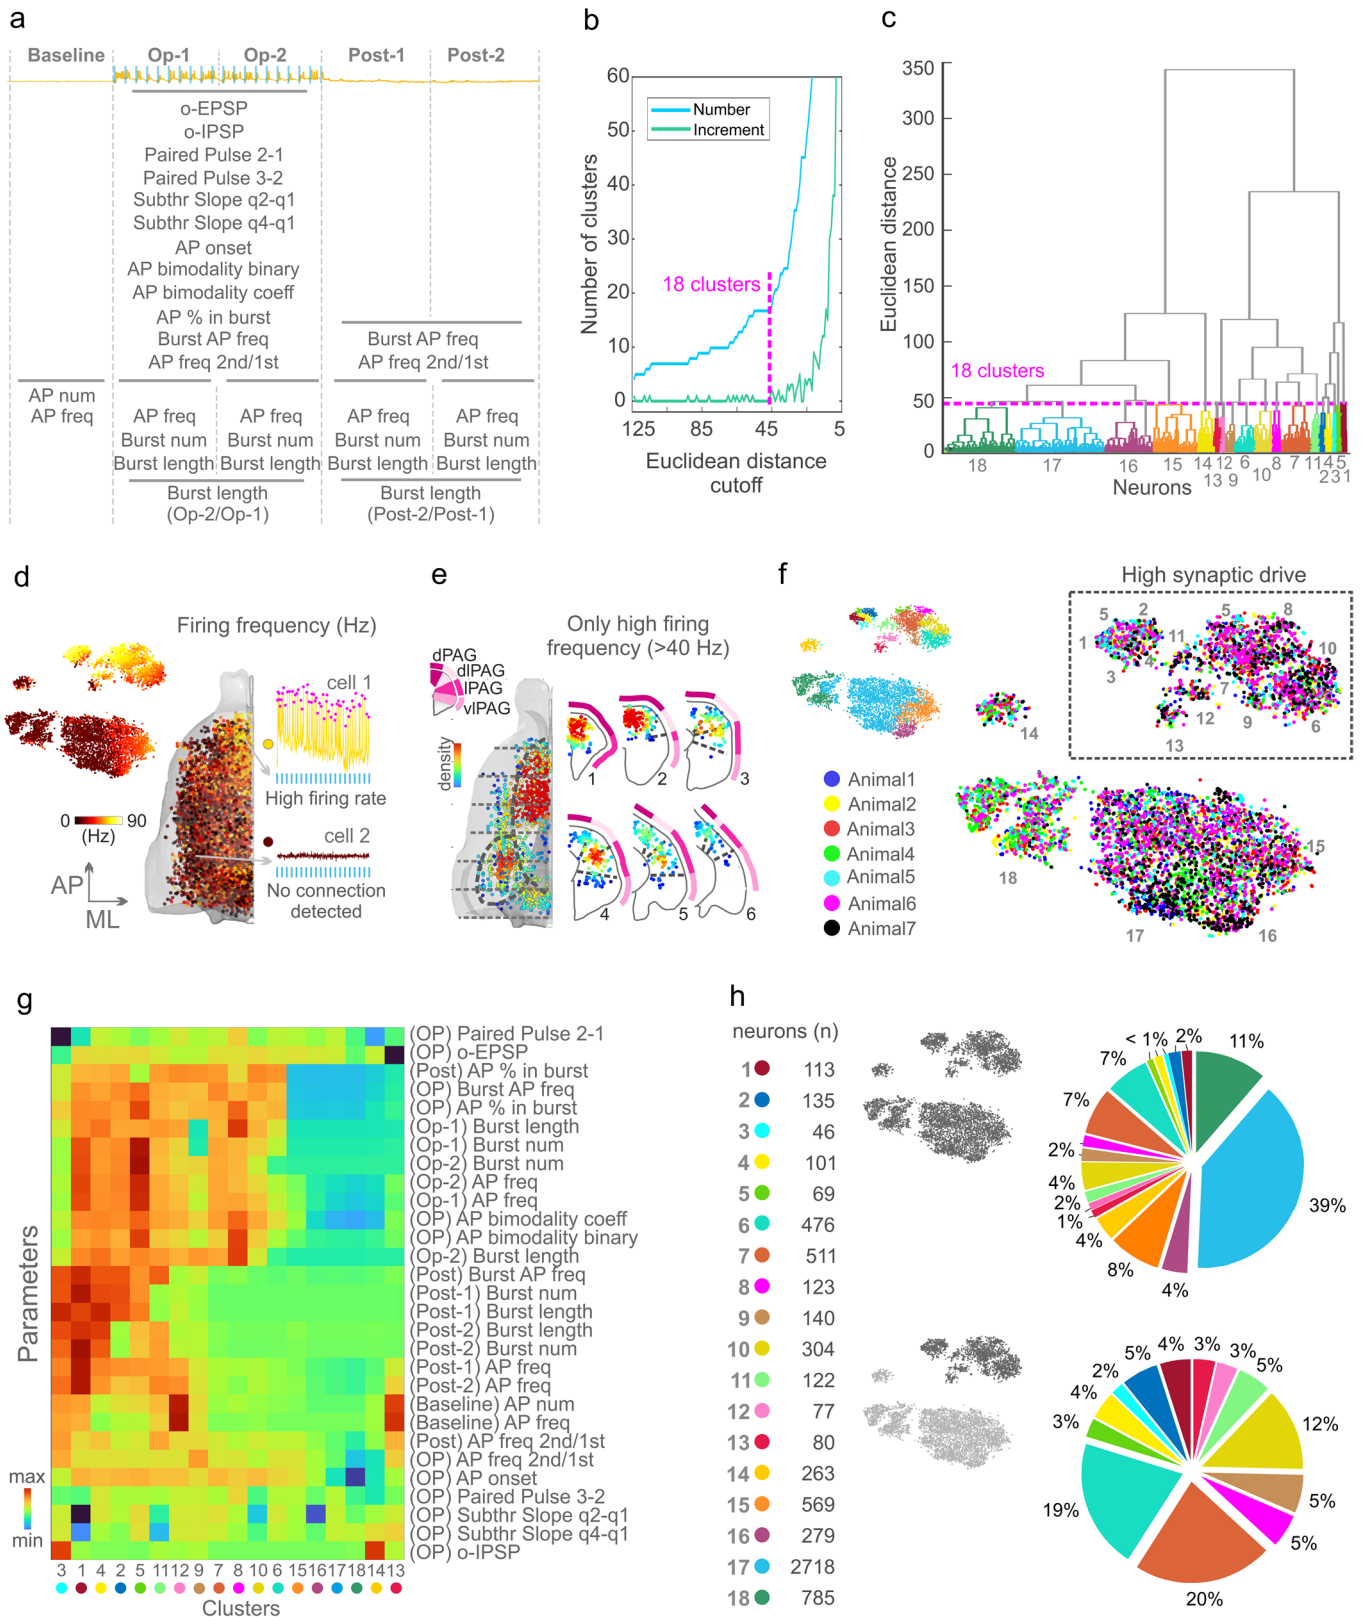 a
Baseline Op-1 Op-2 Post-1 Post-2
o-EPSP
o-IPSP
Paired Pulse 2-1
Paired Pulse 3-2
Subthr Slope q2-q1
Subthr Slope q4-q1
AP onset
AP bimodality binary
AP bimodality coeff
AP % in burst
Burst AP freq Burst AP freq
AP freq 2nd/1st AP freq 2nd/1st
AP num
AP freq AP freq AP freq AP freq AP freq
Burst num Burst num Burst num Burst num
Burst length Burst length Burst length Burst length
Burst length Burst length
(Op-2/Op-1) (Post-2/Post-1)
b
60
50
40
30
20
10
0
Number of clusters
Number
Increment
18 clusters
125 85 45 5
Euclidean distance
cutoff
c
350
300
250
200
150
100
50
0
Euclidean distance
18 clusters
18 17 16 15 14 12 6 8 7 11 4 5
13 9 10 2 3 1
Neurons
d
Firing frequency (Hz)
cell 1
High firing rate
cell 2
No connection
detected
0 90
(Hz)
AP
ML
e
Only high firing
frequency (>40 Hz)
dPAG
dlPAG
lPAG
vlPAG
density
1 2 3
4 5 6
f
High synaptic drive
5 2 5 8
1 11 10
4
3 7
12 9 6
13
14
15
18
17 16
Animal1
Animal2
Animal3
Animal4
Animal5
Animal6
Animal7
g
Parameters
(OP) Paired Pulse 2-1
(OP) o-EPSP
(Post) AP % in burst
(OP) Burst AP freq
(OP) AP % in burst
(Op-1) Burst length
(Op-1) Burst num
(Op-2) Burst num
(Op-2) AP freq
(Op-1) AP freq
(OP) AP bimodality coeff
(OP) AP bimodality binary
(Op-2) Burst length
(Post) Burst AP freq
(Post-1) Burst num
(Post-1) Burst length
(Post-2) Burst length
(Post-2) Burst num
(Post-1) AP freq
(Post-2) AP freq
(Baseline) AP num
(Baseline) AP freq
(Post) AP freq 2nd/1st
(OP) AP freq 2nd/1st
(OP) AP onset
(OP) Paired Pulse 3-2
(OP) Subthr Slope q2-q1
(OP) Subthr Slope q4-q1
(OP) o-IPSP
max
min
3 1 4 2 5 11 12 9 7 8 10 6 15 16 17 18 14 13
Clusters
h
neurons (n)
1 113
2 135
3 46
4 101
5 69
6 476
7 511
8 123
9 140
10 304
11 122
12 77
13 80
14 263
15 569
16 279
17 2718
18 785
< 1% 2% 11%
7%
7%
2%
4%
2%
1%
4%
8%
4%
39%
4% 3% 3%
5% 5%
2%
4%
3%
12%
19%
5%
5%
20%